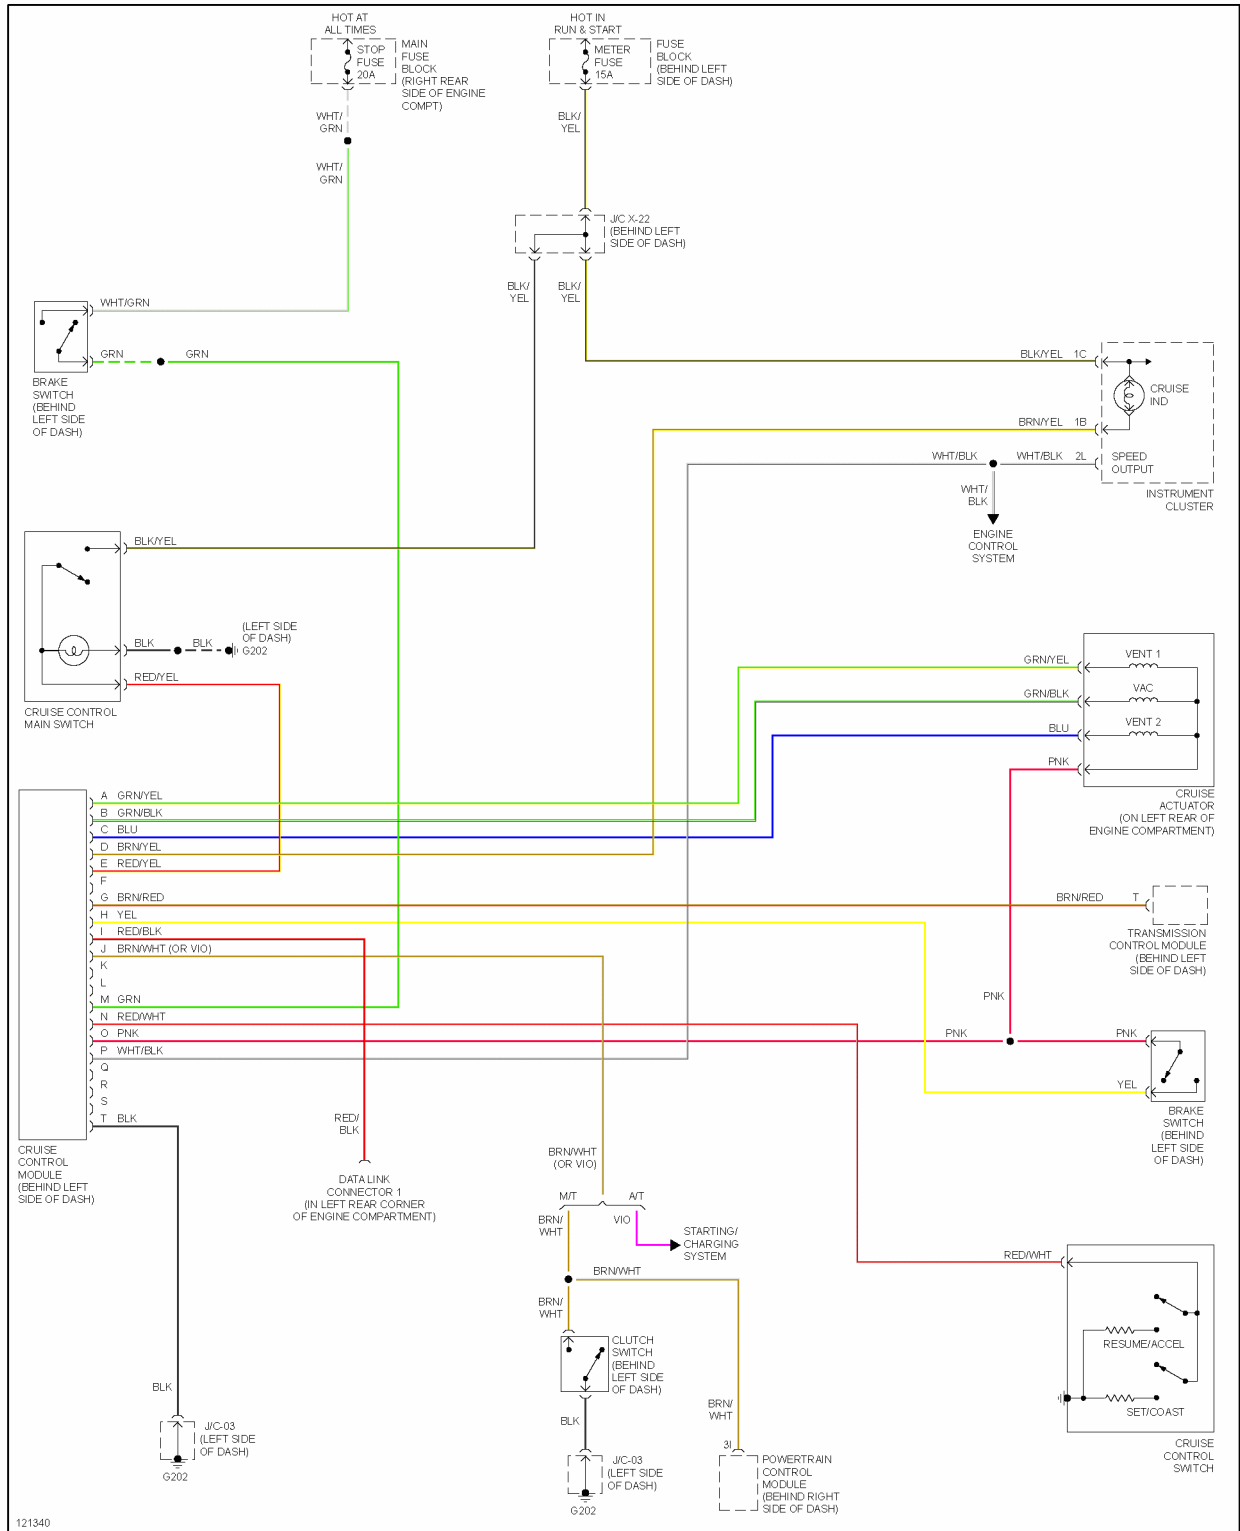 HOT AT
ALL TIMES
STOP
FUSE
20A
MAIN
FUSE
BLOCK
(RIGHT REAR
SIDE OF ENGINE
COMPT)
HOT IN
RUN & START
METER
FUSE
15A
FUSE
BLOCK
(BEHIND LEFT
SIDE OF DASH)
WHT/
GRN
WHT/
GRN
BLK/
YEL
J/C X-22
(BEHIND LEFT
SIDE OF DASH)
BLK/
YEL
BLK/
YEL
WHT/GRN
GRN
GRN
BRAKE
SWITCH
(BEHIND
LEFT SIDE
OF DASH)
BLK/YEL 1C
CRUISE
IND
BRN/YEL 1B
WHT/BLK
WHT/BLK 2L
SPEED
OUTPUT
INSTRUMENT
CLUSTER
WHT/
BLK
ENGINE
CONTROL
SYSTEM
BLK/YEL
BLK
BLK
(LEFT SIDE
OF DASH)
G202
RED/YEL
CRUISE CONTROL
MAIN SWITCH
GRN/YEL
VENT 1
GRN/BLK
VAC
BLU
VENT 2
PNK
CRUISE
ACTUATOR
(ON LEFT REAR OF
ENGINE COMPARTMENT)
A GRN/YEL
B GRN/BLK
C BLU
D BRN/YEL
E RED/YEL
F
G BRN/RED
H YEL
I RED/BLK
J BRN/WHT (OR VIO)
K
L
M GRN
N RED/WHT
O PNK
P WHT/BLK
Q
R
S
T BLK
CRUISE
CONTROL
MODULE
(BEHIND LEFT
SIDE OF DASH)
BRN/RED T
TRANSMISSION
CONTROL MODULE
(BEHIND LEFT
SIDE OF DASH)
PNK
PNK
PNK
YEL
BRAKE
SWITCH
(BEHIND
LEFT SIDE
OF DASH)
RED/
BLK
DATA LINK
CONNECTOR 1
(IN LEFT REAR CORNER
OF ENGINE COMPARTMENT)
BRN/WHT
(OR VIO)
M/T
A/T
BRN/
WHT
VIO
STARTING/
CHARGING
SYSTEM
BRN/WHT
BRN/
WHT
CLUTCH
SWITCH
(BEHIND
LEFT SIDE
OF DASH)
BLK
J/C-03
(LEFT SIDE
OF DASH)
G202
BRN/
WHT
3I
POWERTRAIN
CONTROL
MODULE
(BEHIND RIGHT
SIDE OF DASH)
RED/WHT
RESUME/ACCEL
SET/COAST
CRUISE
CONTROL
SWITCH
BLK
J/C-03
(LEFT SIDE
OF DASH)
G202
121340